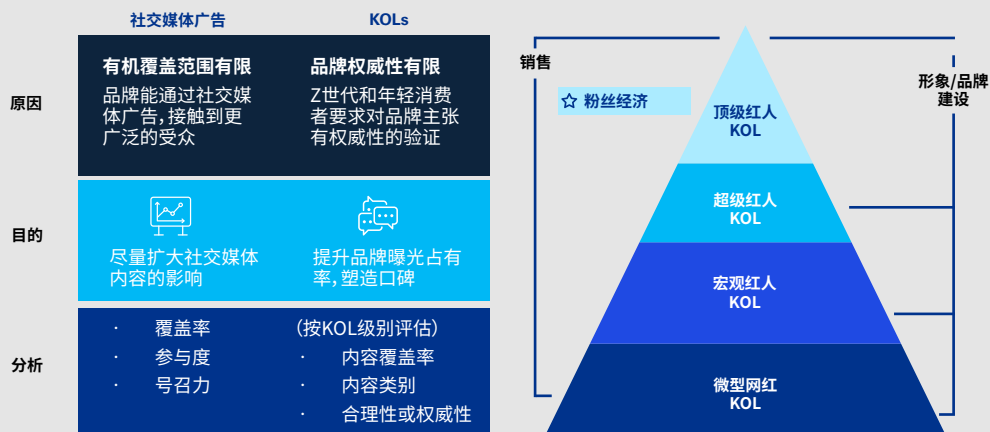 社交媒体广告
KOLs
原因
有机覆盖范围有限
品牌能通过社交媒
体广告，接触到更
广泛的受众
品牌权威性有限
Z世代和年轻消费
者要求对品牌主张
有权威性的验证
目的
尽量扩大社交媒体
内容的影响
提升品牌曝光占有
率，塑造口碑
分析
· 覆盖率
· 参与度
· 号召力
（按KOL级别评估）
· 内容覆盖率
· 内容类别
· 合理性或权威性
销售
粉丝经济
形象/品牌
建设
顶级红人
KOL
超级红人
KOL
宏观红人
KOL
微型网红
KOL